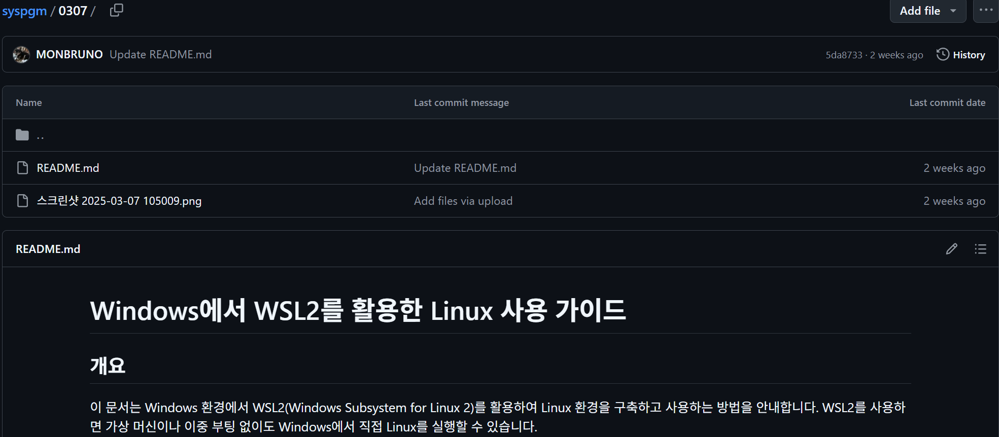 syspgm / 0307 /
Add file
MONBRUNO Update README.md
5da8733 · 2 weeks ago History
Name Last commit message Last commit date
..
README.md Update README.md 2 weeks ago
스크린샷 2025-03-07 105009.png Add files via upload 2 weeks ago
README.md
Windows에서 WSL2를 활용한 Linux 사용 가이드
개요
이 문서는 Windows 환경에서 WSL2(Windows Subsystem for Linux 2)를 활용하여 Linux 환경을 구축하고 사용하는 방법을 안내합니다. WSL2를 사용하
면 가상 머신이나 이중 부팅 없이도 Windows에서 직접 Linux를 실행할 수 있습니다.